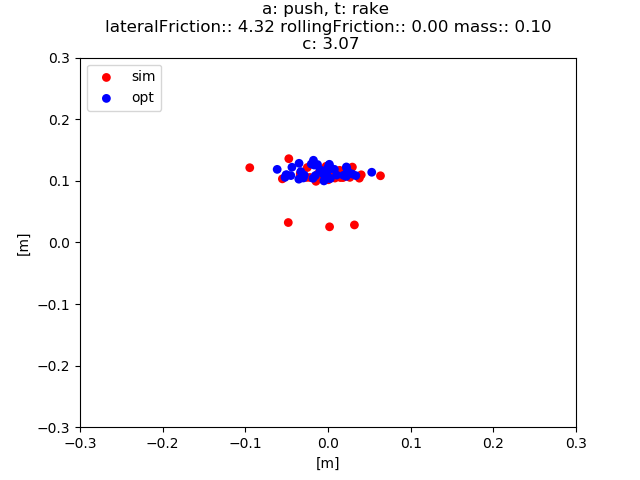 a: push, t: rake
lateralFriction:: 4.32 rollingFriction:: 0.00 mass:: 0.10
c: 3.07
sim
opt
0.3
0.2
0.1
0.0
−0.1
−0.2
−0.3
[m]
−0.3 −0.2 −0.1 0.0 0.1 0.2 0.3
[m]